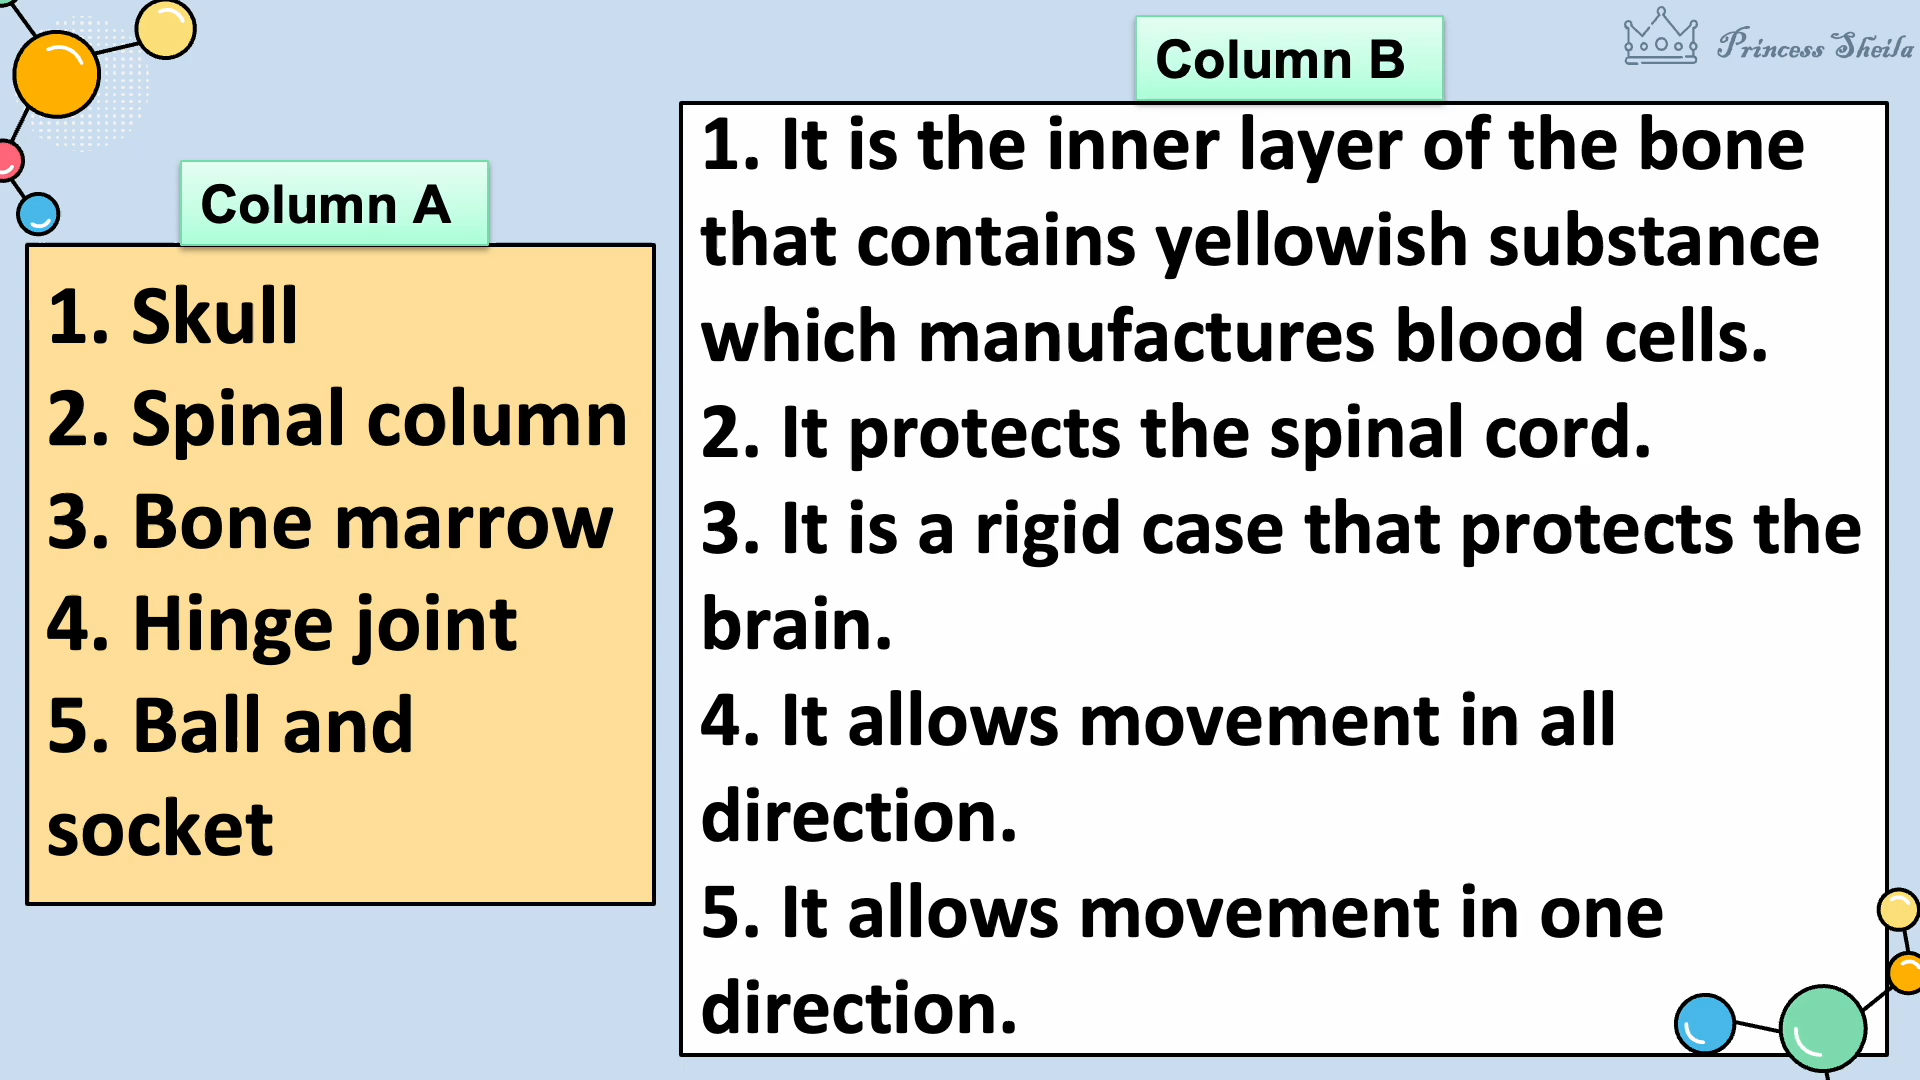 Princess Sheila
Column A
1. Skull
2. Spinal column
3. Bone marrow
4. Hinge joint
5. Ball and
socket
Column B
1. It is the inner layer of the bone
that contains yellowish substance
which manufactures blood cells.
2. It protects the spinal cord.
3. It is a rigid case that protects the
brain.
4. It allows movement in all
direction.
5. It allows movement in one
direction.